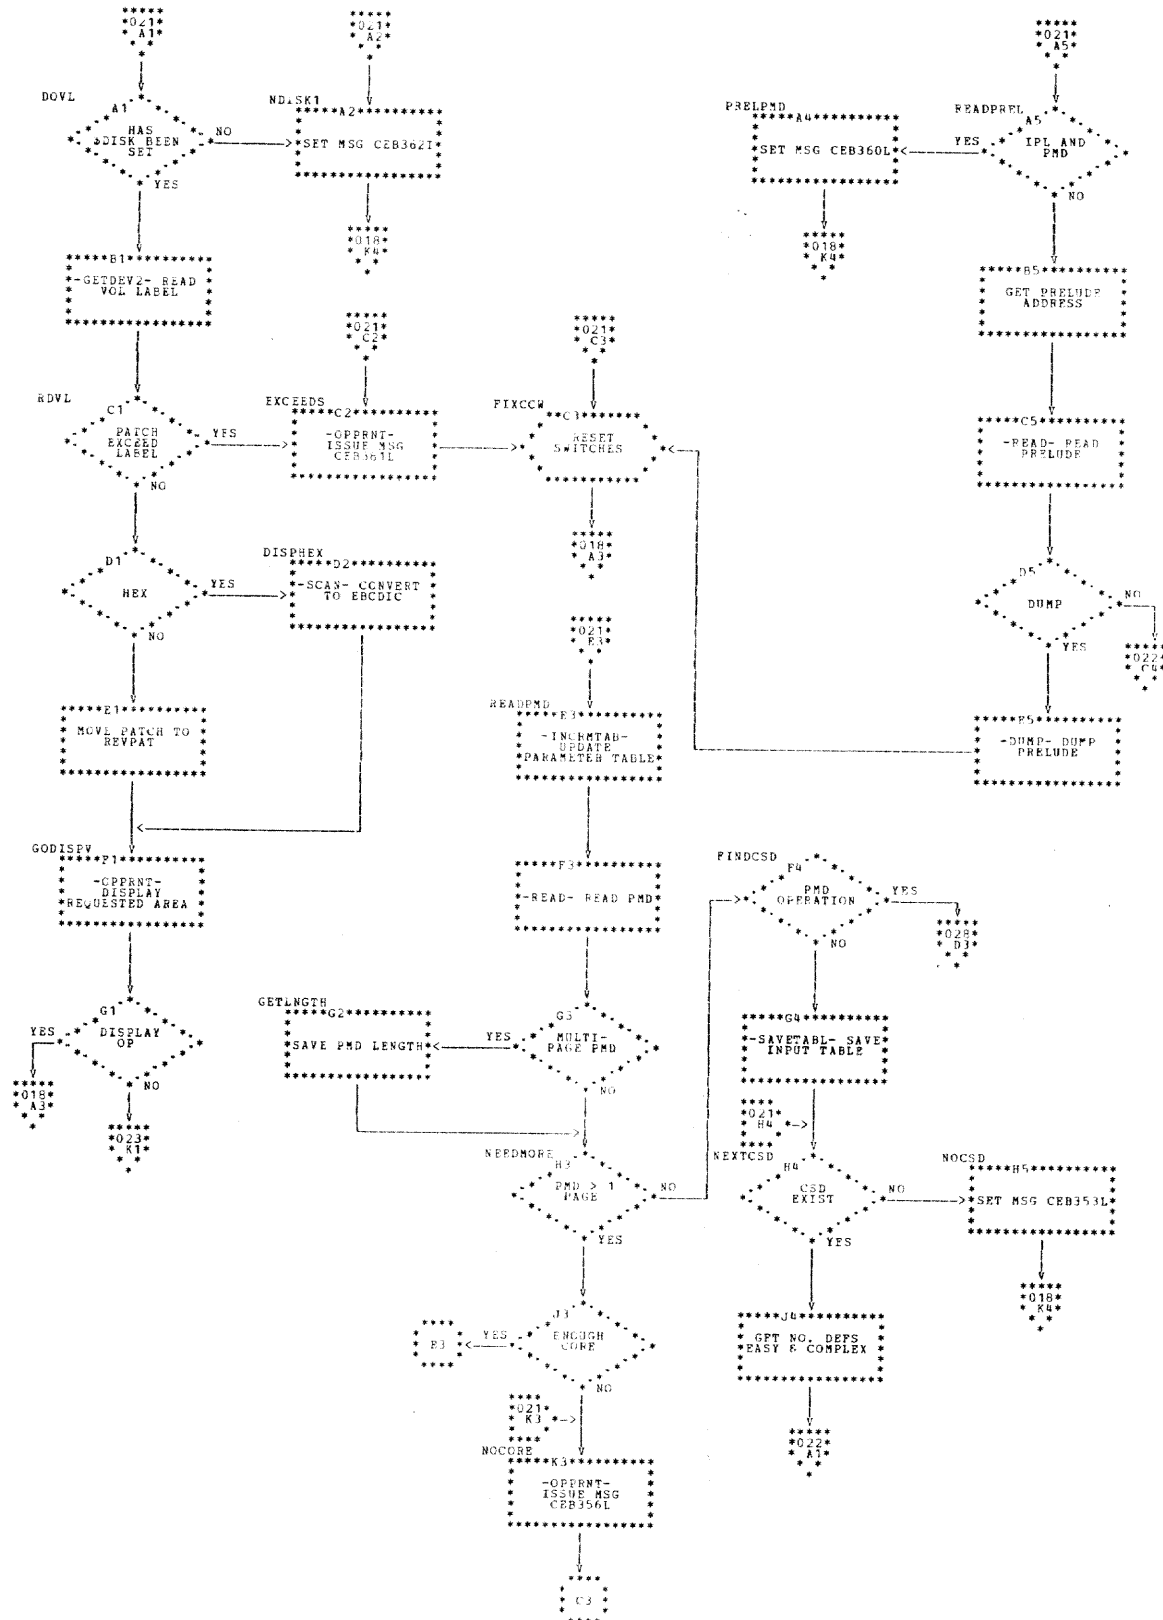 021
A1
021
A2
021
A5
DOVL
A1
HAS
$DISK BEEN
SET
NO
YES
NDISK1
A2
SET MSG CEB362I
018
K4
PRELPMD
A4
SET MSG CEB360L
018
K4
READPREL
A5
IPL AND
PMD
YES
NO
B1
-GETDEV2- READ
VOL LABEL
B5
GET PRELUDE
ADDRESS
021
C2
021
C3
RDVL
C1
PATCH
EXCEED
LABEL
YES
NO
EXCEEDS
C2
-OPPRNT-
ISSUE MSG
CEB361L
FIXCCW
C3
RESET
SWITCHES
018
A3
C5
-READ- READ
PRELUDE
D1
HEX
YES
NO
DISPHEX
D2
-SCAN- CONVERT
TO EBCDIC
D5
DUMP
NO
YES
022
C4
021
E3
E1
MOVE PATCH TO
REVPAT
READPMD
E3
-INCRMTAB-
UPDATE
PARAMETER TABLE
E5
-DUMP- DUMP
PRELUDE
GODISPV
F1
-OPPRNT-
DISPLAY
REQUESTED AREA
F3
-READ- READ PMD
FINDCSD
F4
PMD
OPERATION
YES
NO
028
D3
G1
DISPLAY
OP
YES
NO
018
A3
023
K1
GETLNGTH
G2
SAVE PMD LENGTH
G3
MULTI-
PAGE PMD
YES
NO
G4
-SAVETABL- SAVE
INPUT TABLE
021
H4
NEEDMORE
H3
PMD > 1
PAGE
NO
YES
NEXTCSD
H4
CSD
EXIST
NO
YES
NOCSD
H5
SET MSG CEB353L
018
K4
J3
ENOUGH
CORE
YES
NO
E3
J4
GET NO. DEFS
EASY & COMPLEX
022
A1
021
K3
NOCORE
K3
-OPPRNT-
ISSUE MSG
CEB356L
C3